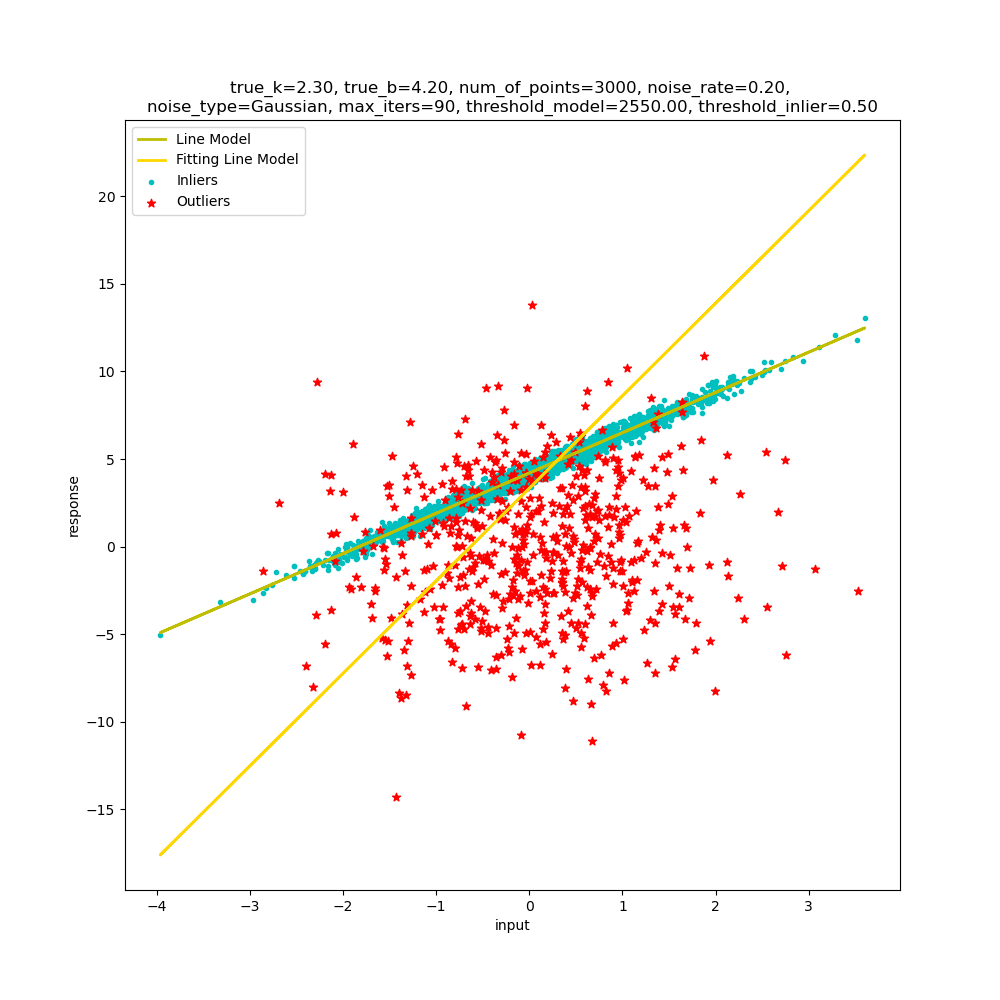 true_k=2.30, true_b=4.20, num_of_points=3000, noise_rate=0.20,
noise_type=Gaussian, max_iters=90, threshold_model=2550.00, threshold_inlier=0.50
Line Model
Fitting Line Model
Inliers
Outliers
20
15
10
5
0
−5
−10
−15
response
−4 −3 −2 −1 0 1 2 3
input